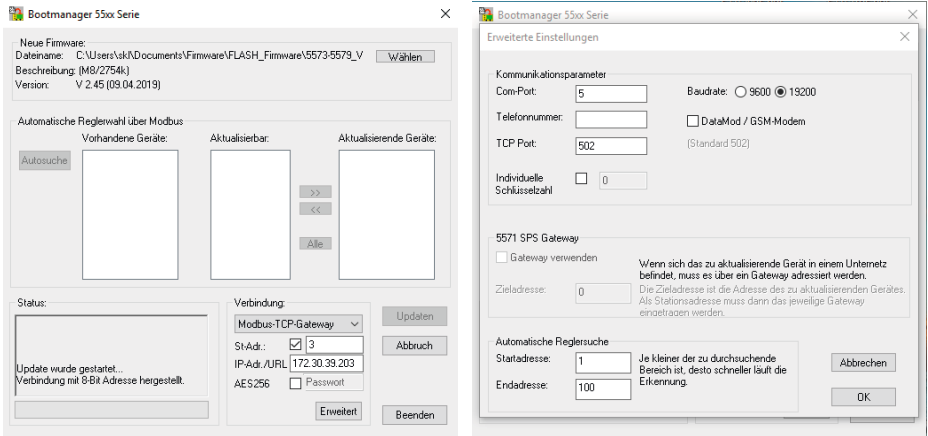 Bootmanager 55xx Serie
Neue Firmware:
Dateiname: C:\Users\skl\Documents\Firmware\FLASH_Firmware\5573-5579_V
Wählen
Beschreibung: (M8/2754k)
Version: V 2.45 (09.04.2019)
Automatische Reglerwahl über Modbus
Vorhandene Geräte: Aktualisierbar: Aktualisierende Geräte:
Autosuche
>>
<<
Alle
Status:
Update wurde gestartet...
Verbindung mit 8-Bit Adresse hergestellt.
Verbindung:
Modbus-TCP-Gateway
St-Adr.: 3
IP-Adr./URL 172.30.39.203
AES256 Passwort
Erweitert
Updaten
Abbruch
Beenden
Bootmanager 55xx Serie
Erweiterte Einstellungen
Kommunikationsparameter
Com-Port: 5 Baudrate: 9600 19200
Telefonnummer: DataMod / GSM-Modem
TCP Port: 502 (Standard 502)
Individuelle
Schlüsselzahl
0
5571 SPS Gateway
Gateway verwenden
Wenn sich das zu aktualisierende Gerät in einem Unternetz
befindet, muss es über ein Gateway adressiert werden.
Zieladresse: 0
Die Zieladresse ist die Adresse des zu aktualisierenden Gerätes.
Als Stationsadresse muss dann das jeweilige Gateway
eingetragen werden.
Automatische Reglersuche
Startadresse: 1
Endadresse: 100
Je kleiner der zu durchsuchende
Bereich ist, desto schneller läuft die
Erkennung.
Abbrechen
OK